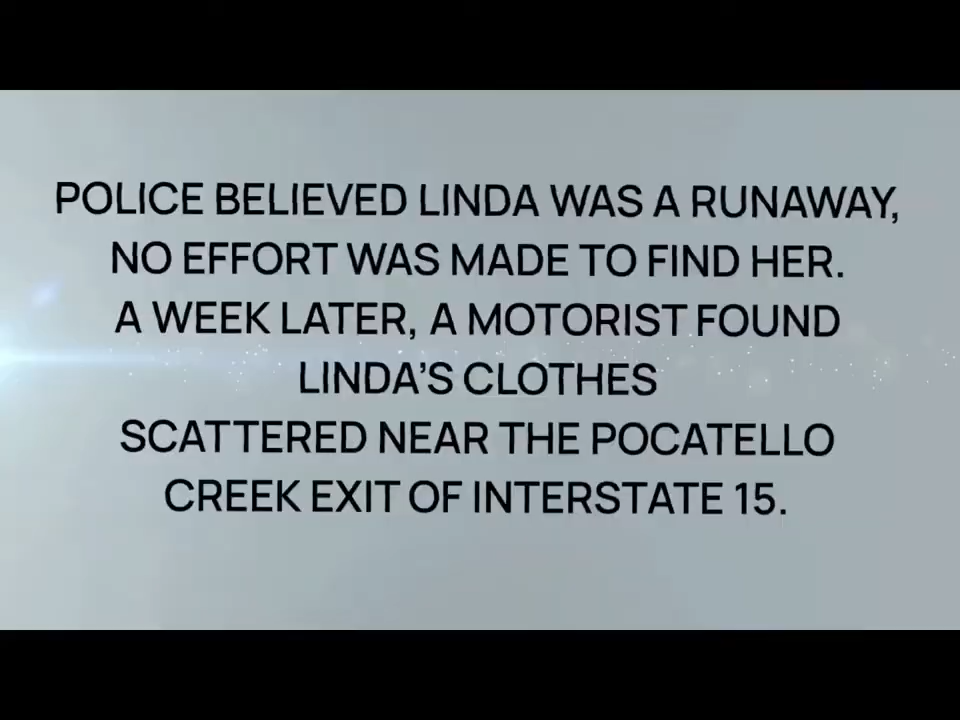 POLICE BELIEVED LINDA WAS A RUNAWAY,
NO EFFORT WAS MADE TO FIND HER.
A WEEK LATER, A MOTORIST FOUND
LINDA'S CLOTHES
SCATTERED NEAR THE POCATELLO
CREEK EXIT OF INTERSTATE 15.